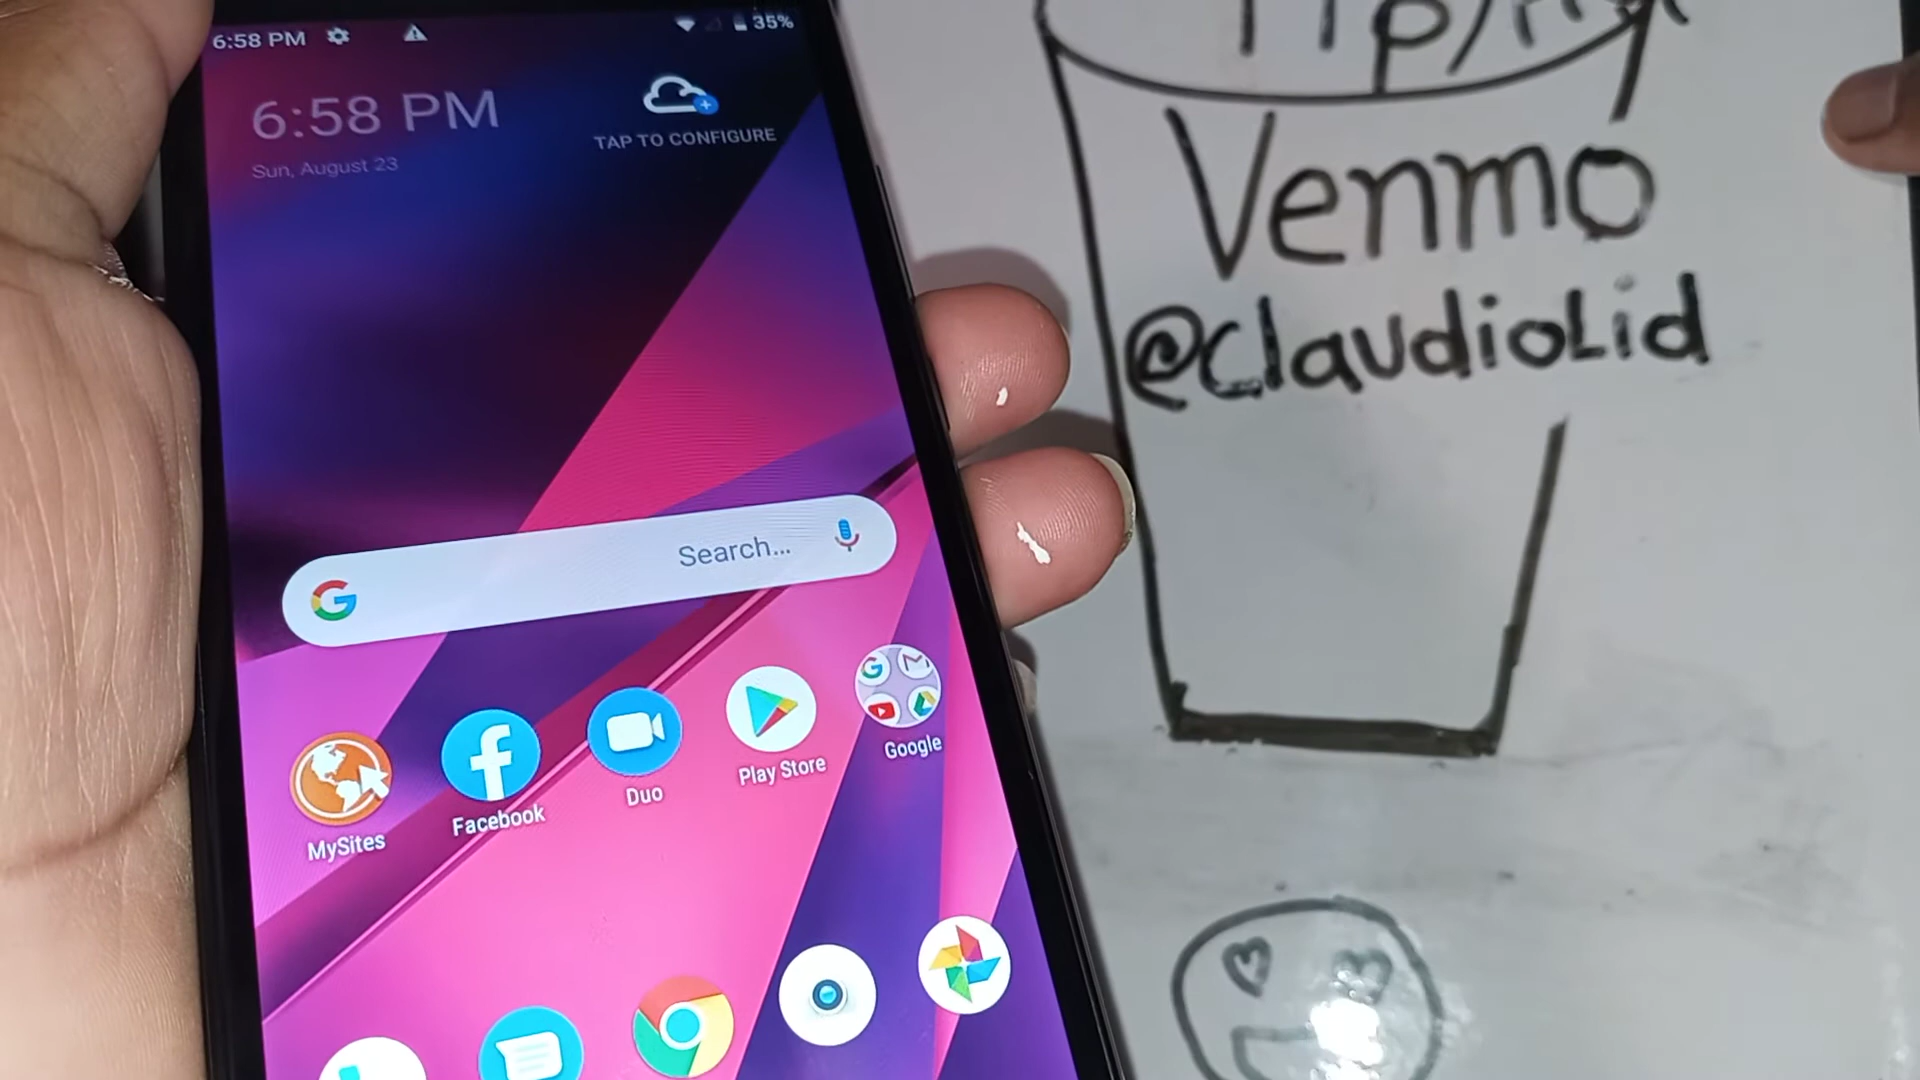 6:58 PM
35%
6:58 PM
Sun, August 23
TAP TO CONFIGURE
Search...
MySites
Facebook
Duo
Play Store
Google
Venmo
@ClaudioLid